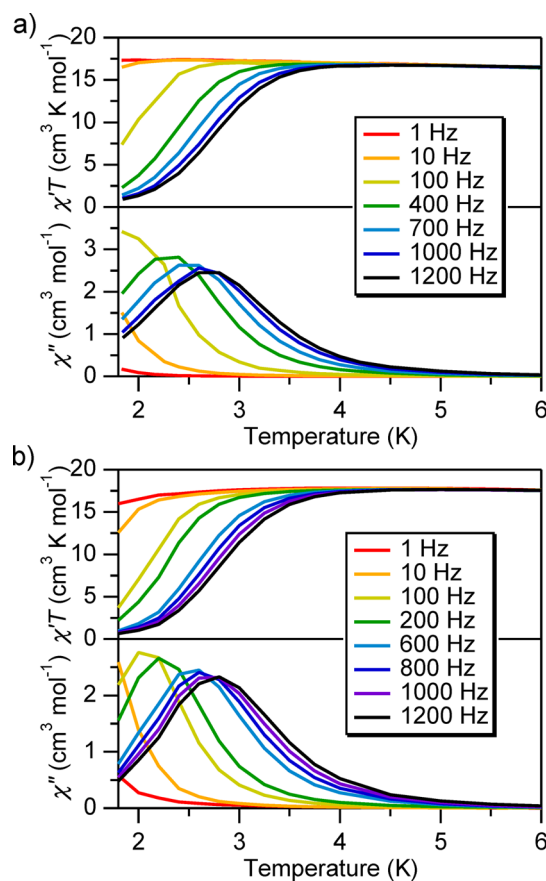 a)
20
15
10
5
0
χ′T (cm³ K mol⁻¹)
1 Hz
10 Hz
100 Hz
400 Hz
700 Hz
1000 Hz
1200 Hz
3
2
1
0
χ″ (cm³ mol⁻¹)
2 3 4 5 6
Temperature (K)
b)
20
15
10
5
0
χ′T (cm³ K mol⁻¹)
1 Hz
10 Hz
100 Hz
200 Hz
600 Hz
800 Hz
1000 Hz
1200 Hz
2
1
0
χ″ (cm³ mol⁻¹)
2 3 4 5 6
Temperature (K)